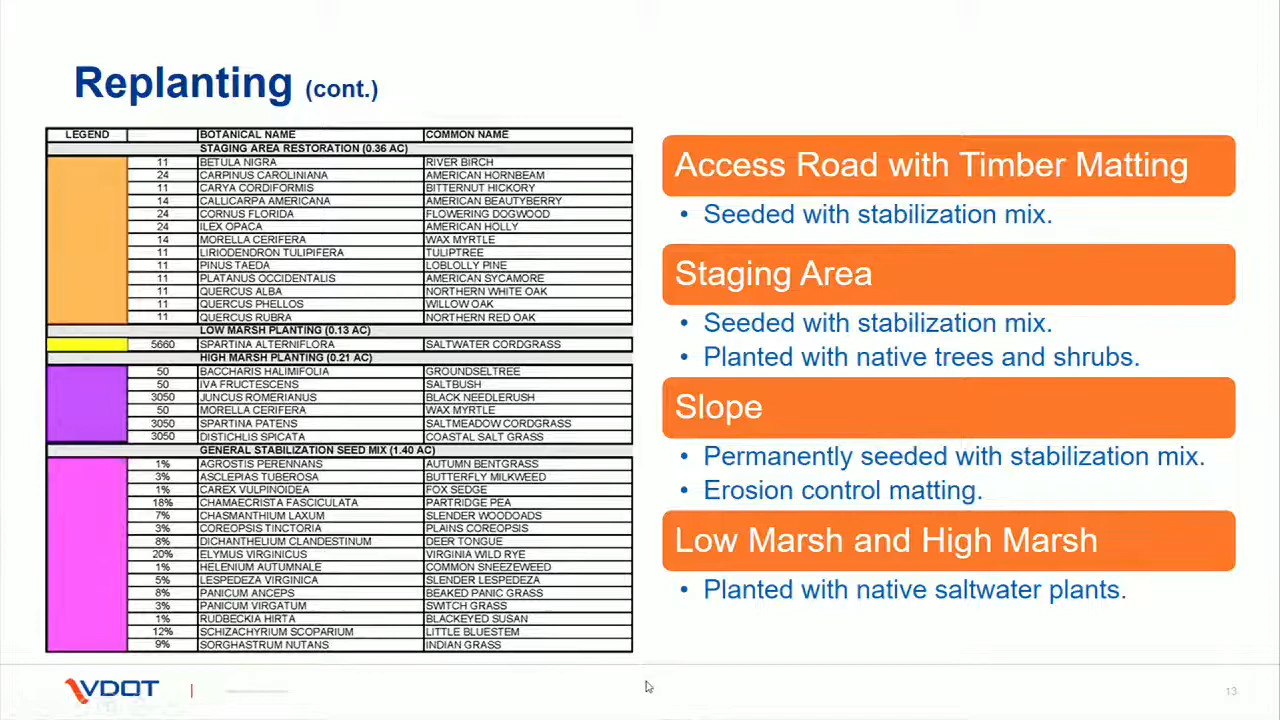 Replanting (cont.)
LEGEND BOTANICAL NAME COMMON NAME
STAGING AREA RESTORATION (0.36 AC)
11 BETULA NIGRA RIVER BIRCH
24 CARPINUS CAROLINIANA AMERICAN HORNBEAM
11 CARYA CORDIFORMIS BITTERNUT HICKORY
14 CALLICARPA AMERICANA AMERICAN BEAUTYBERRY
24 CORNUS FLORIDA FLOWERING DOGWOOD
24 ILEX OPACA AMERICAN HOLLY
14 MORELLA CERIFERA WAX MYRTLE
11 LIRIODENDRON TULIPIFERA TULIPTREE
11 PINUS TAEDA LOBLOLLY PINE
11 PLATANUS OCCIDENTALIS AMERICAN SYCAMORE
11 QUERCUS ALBA NORTHERN WHITE OAK
11 QUERCUS PHELLOS WILLOW OAK
11 QUERCUS RUBRA NORTHERN RED OAK
LOW MARSH PLANTING (0.13 AC)
5660 SPARTINA ALTERNIFLORA SALTWATER CORDGRASS
HIGH MARSH PLANTING (0.21 AC)
50 BACCHARIS HALIMIFOLIA GROUNDSELTREE
50 IVA FRUCTESCENS SALTBUSH
3050 JUNCUS ROMERIANUS BLACK NEEDLERUSH
50 MORELLA CERIFERA WAX MYRTLE
3050 SPARTINA PATENS SALTMEADOW CORDGRASS
3050 DISTICHLIS SPICATA COASTAL SALT GRASS
GENERAL STABILIZATION SEED MIX (1.40 AC)
1% AGROSTIS PERENNANS AUTUMN BENTGRASS
3% ASCLEPIAS TUBEROSA BUTTERFLY MILKWEED
1% CAREX VULPINOIDEA FOX SEDGE
18% CHAMAECRISTA FASCICULATA PARTRIDGE PEA
7% CHASMANTHIUM LAXUM SLENDER WOODOADS
3% COREOPSIS TINCTORIA PLAINS COREOPSIS
8% DICHANTHELIUM CLANDESTINUM DEER TONGUE
20% ELYMUS VIRGINICUS VIRGINIA WILD RYE
1% HELENIUM AUTUMNALE COMMON SNEEZEWEED
5% LESPEDEZA VIRGINICA SLENDER LESPEDEZA
8% PANICUM ANCEPS BEAKED PANIC GRASS
3% PANICUM VIRGATUM SWITCH GRASS
1% RUDBECKIA HIRTA BLACKEYED SUSAN
12% SCHIZACHYRIUM SCOPARIUM LITTLE BLUESTEM
9% SORGHASTRUM NUTANS INDIAN GRASS
Access Road with Timber Matting
• Seeded with stabilization mix.
Staging Area
• Seeded with stabilization mix.
• Planted with native trees and shrubs.
Slope
• Permanently seeded with stabilization mix.
• Erosion control matting.
Low Marsh and High Marsh
• Planted with native saltwater plants.
VDOT
13